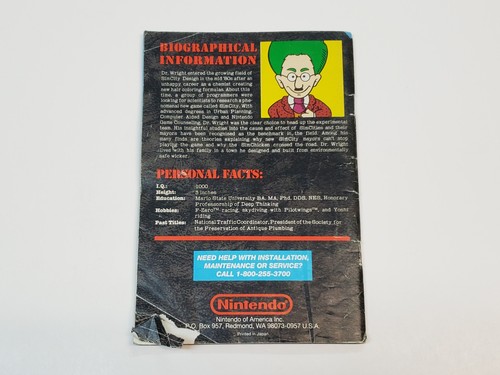 BIOGRAPHICAL
INFORMATION
Dr. Wright entered the growing field of
SimCity Design in the mid '80s after an
unhappy career as a chemist creating
new hair coloring formulas. About this
time, a group of programmers were
looking for scientists to research a phe-
nomenal new game called SimCity. With
advanced degrees in Urban Planning,
Computer Aided Design and Nintendo
Game Counseling, Dr. Wright was the clear choice to head up the experimental
team. His insightful studies into the cause and effect of SimCities and their
mayors have been recognized as the benchmark in the field. Among his
many finds are theories explaining why new SimCity mayors can't stop
playing the game and why the SimChicken crossed the road. Dr. Wright
lives with his family in a town he designed and built from environmentally
safe wicker.
PERSONAL FACTS:
I.Q.: 2000
Height: 3 Inches
Education: Mario State University BA, MA, Phd, DDS, NES, Honorary
Professorship of Deep Thinking
Hobbies: F-Zero™ racing, skydiving with Pilotwings™, and Yoshi
riding
Past Titles: National Traffic Coordinator, President of the Society for
the Preservation of Antique Plumbing
NEED HELP WITH INSTALLATION,
MAINTENANCE OR SERVICE?
CALL 1-800-255-3700
Nintendo
Nintendo of America Inc.
P.O. Box 957, Redmond, WA 98073-0957 U.S.A.
Printed in Japan